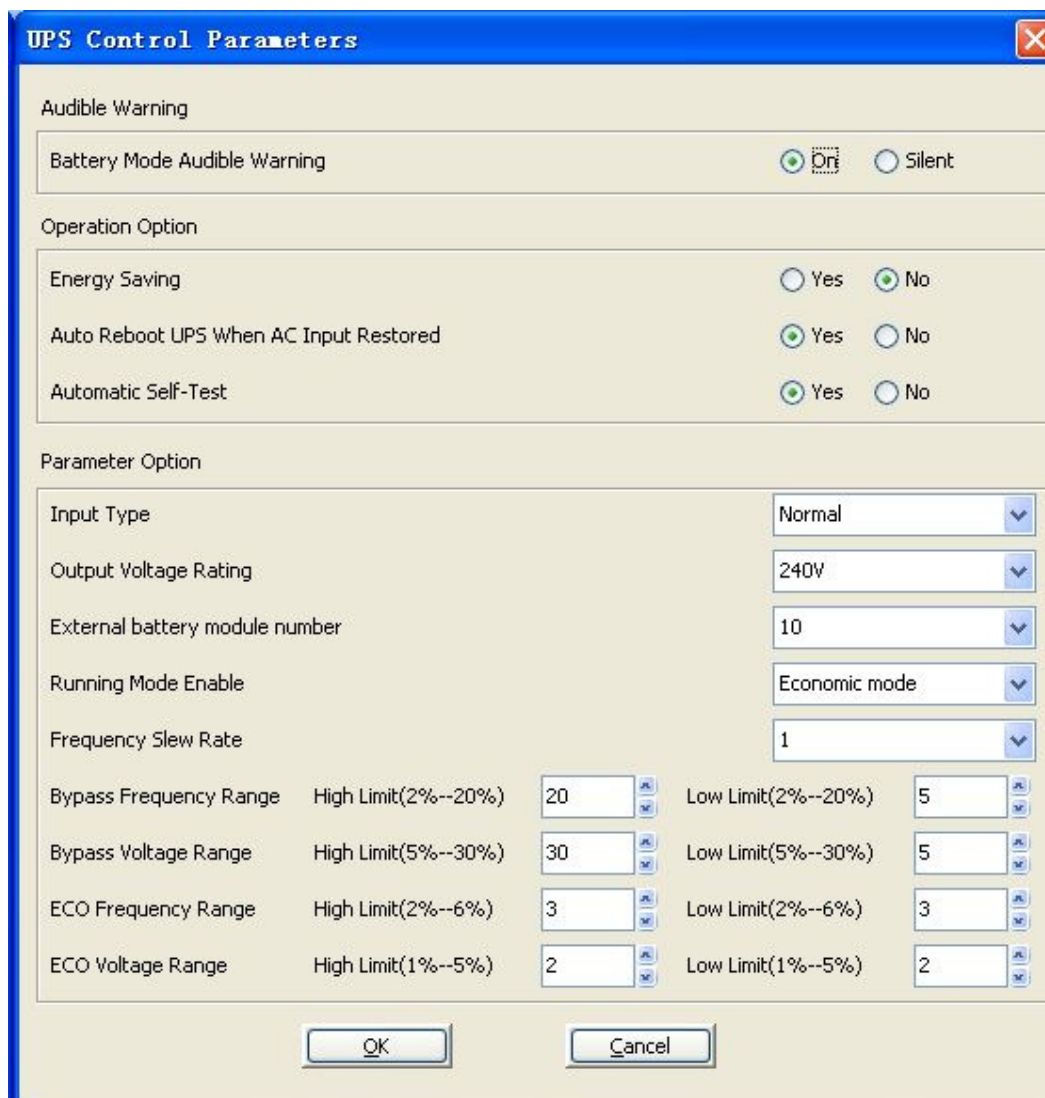 UPS Control Parameters
Audible Warning
Battery Mode Audible Warning On Silent
Operation Option
Energy Saving Yes No
Auto Reboot UPS When AC Input Restored Yes No
Automatic Self-Test Yes No
Parameter Option
Input Type Normal
Output Voltage Rating 240V
External battery module number 10
Running Mode Enable Economic mode
Frequency Slew Rate 1
Bypass Frequency Range High Limit(2%--20%) 20 Low Limit(2%--20%) 5
Bypass Voltage Range High Limit(5%--30%) 30 Low Limit(5%--30%) 5
ECO Frequency Range High Limit(2%--6%) 3 Low Limit(2%--6%) 3
ECO Voltage Range High Limit(1%--5%) 2 Low Limit(1%--5%) 2
OK Cancel